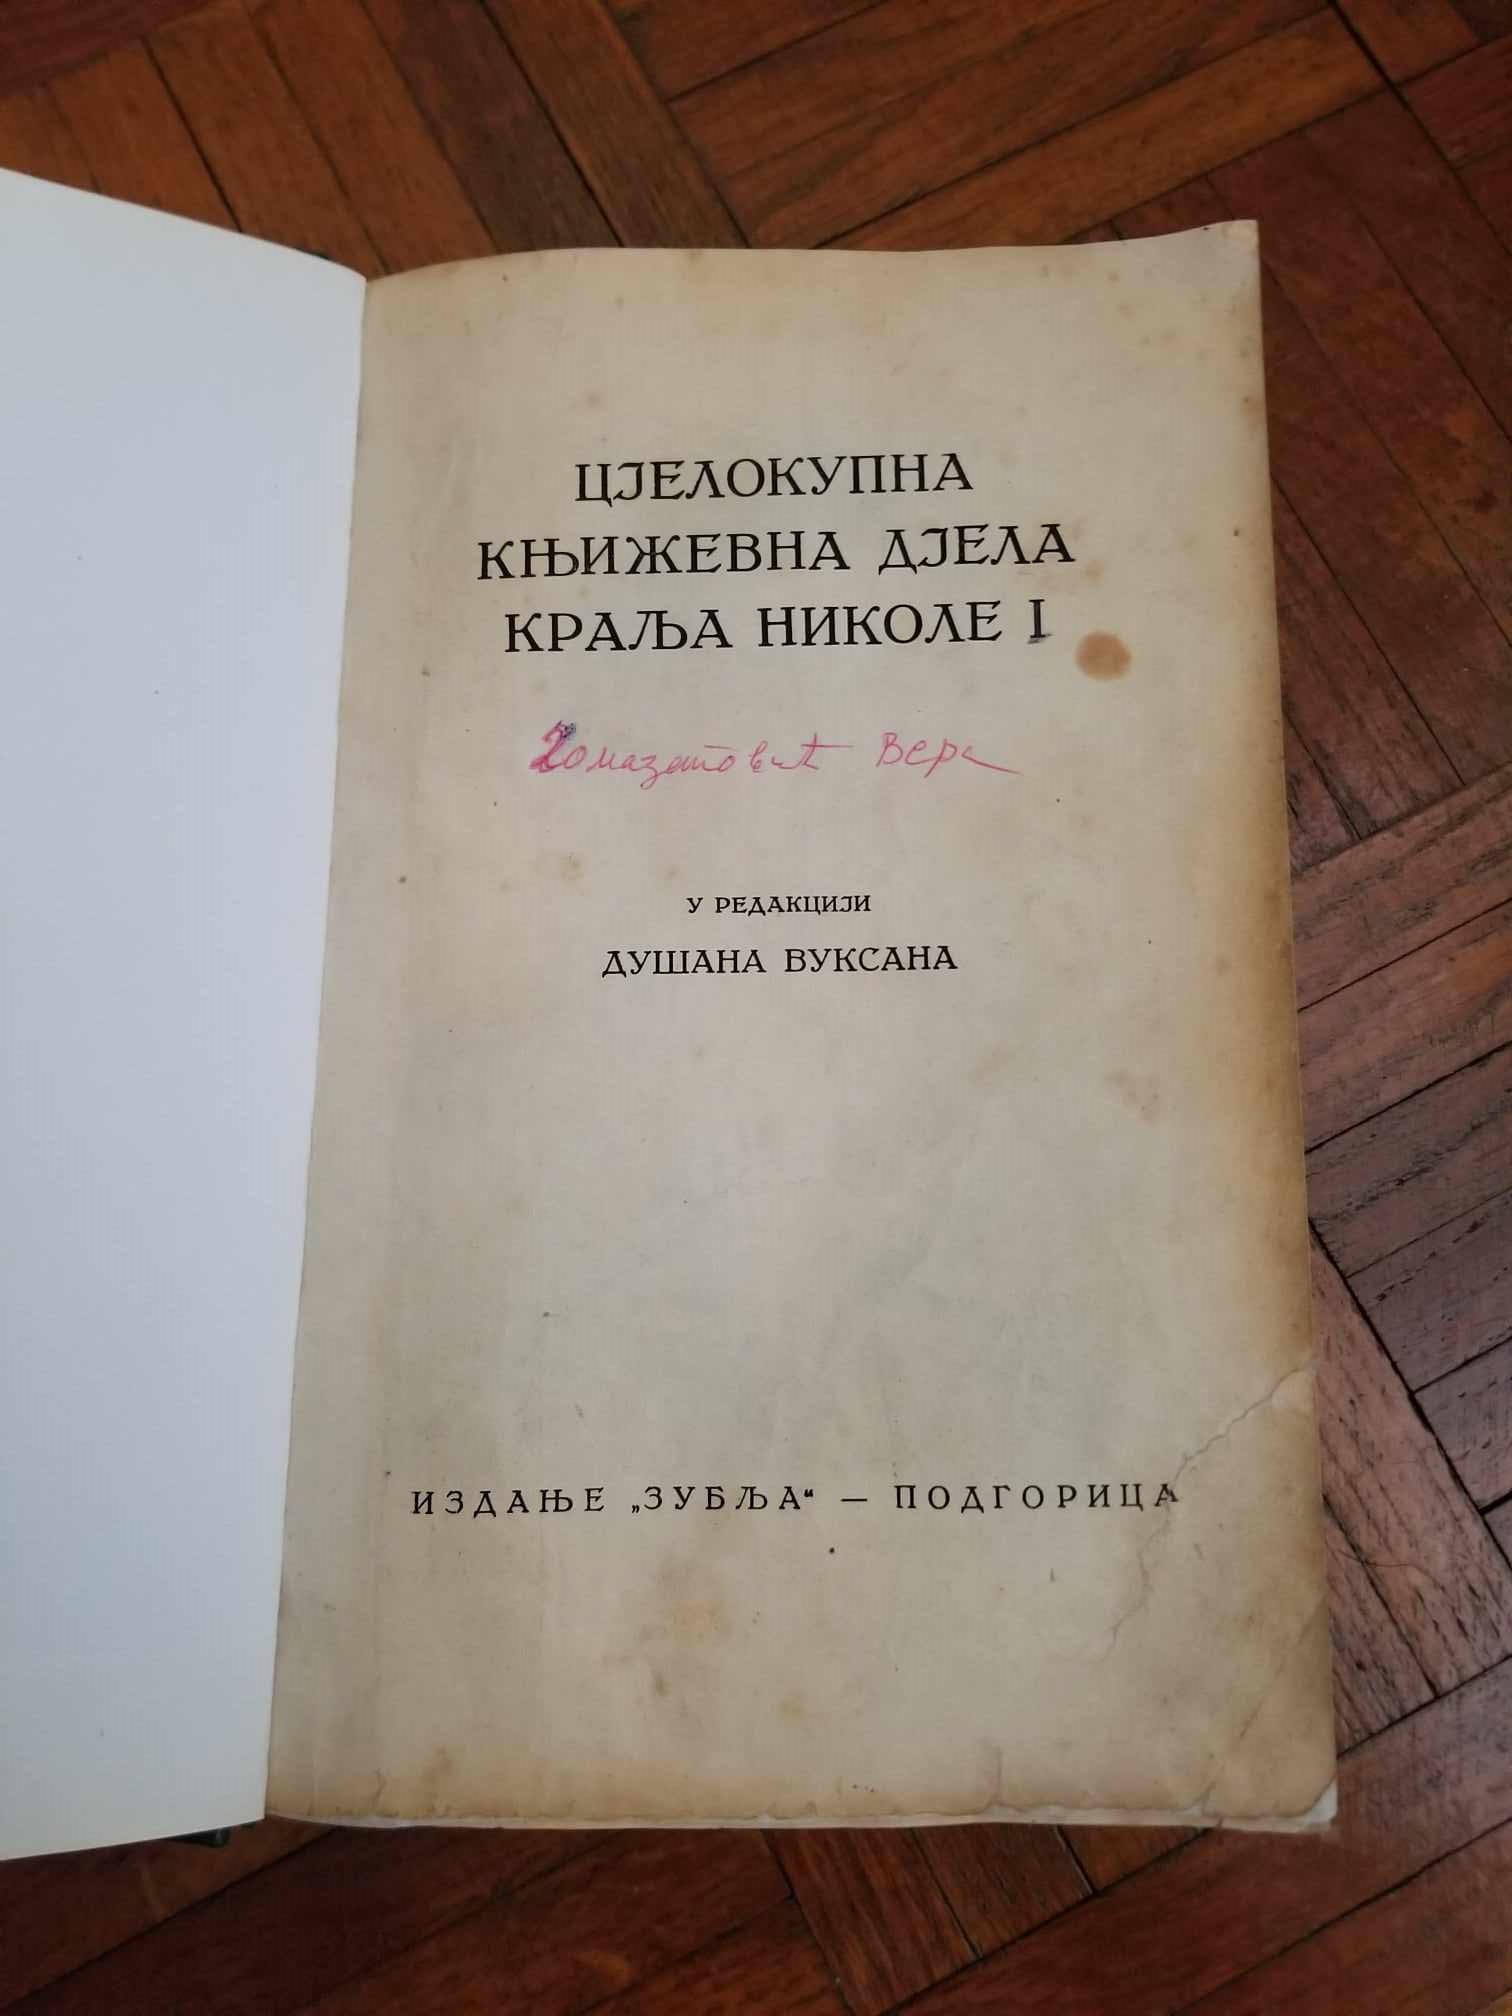 ЦЈЕЛОКУПНА
КЊИЖЕВНА ДЈЕЛА
КРАЉА НИКОЛЕ I
Вера
У РЕДАКЦИЈИ
ДУШАНА ВУКСАНА
ИЗДАЊЕ „ЗУБЉА“ — ПОДГОРИЦА